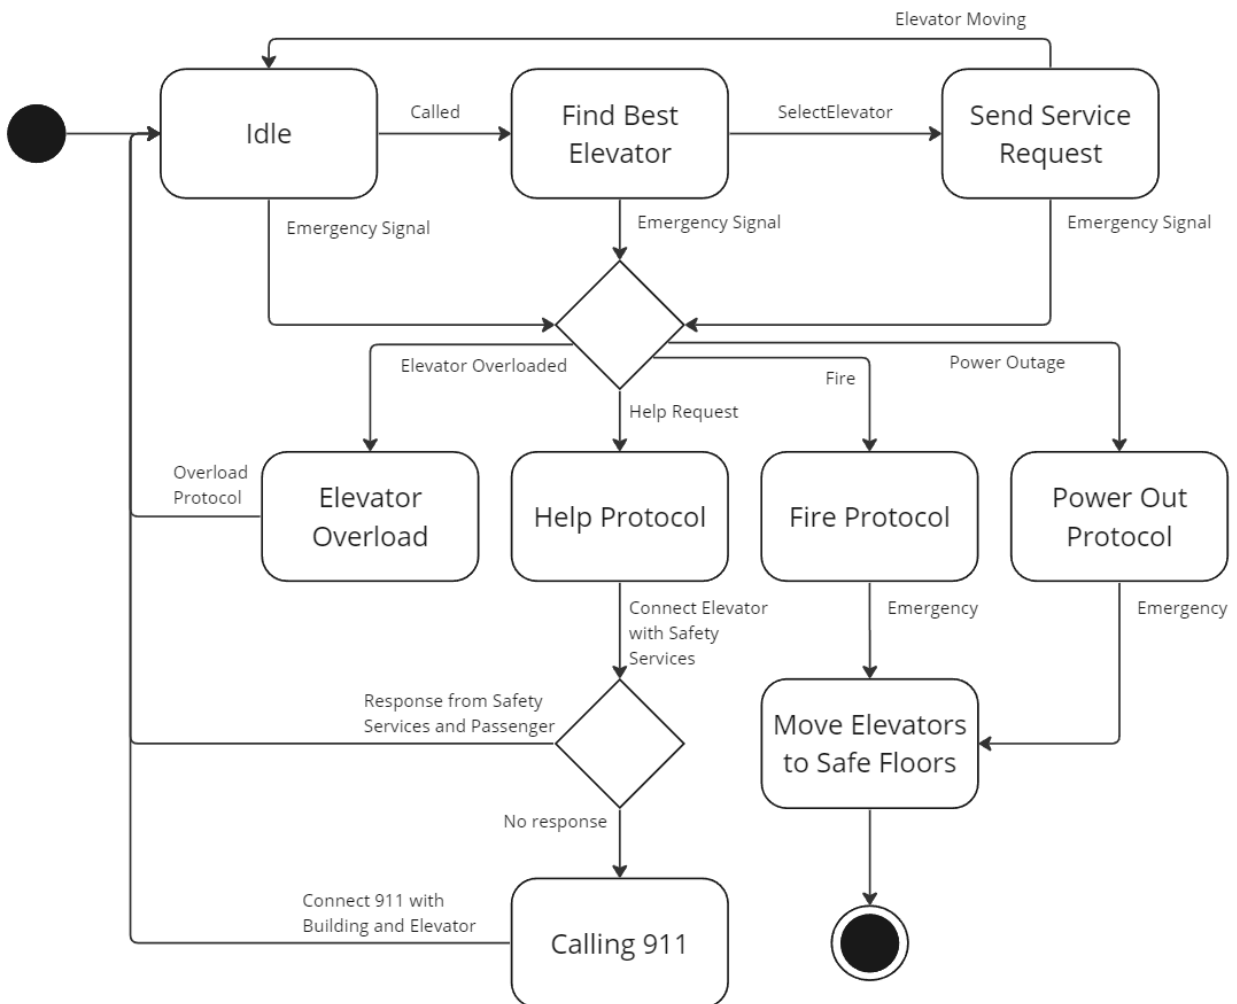 Elevator Moving
Idle
Called
Find Best
Elevator
SelectElevator
Send Service
Request
Emergency Signal
Emergency Signal
Emergency Signal
Elevator Overloaded
Help Request
Fire
Power Outage
Overload
Protocol
Elevator
Overload
Help Protocol
Fire Protocol
Power Out
Protocol
Connect Elevator
with Safety
Services
Emergency
Emergency
Response from Safety
Services and Passenger
Move Elevators
to Safe Floors
No response
Connect 911 with
Building and Elevator
Calling 911